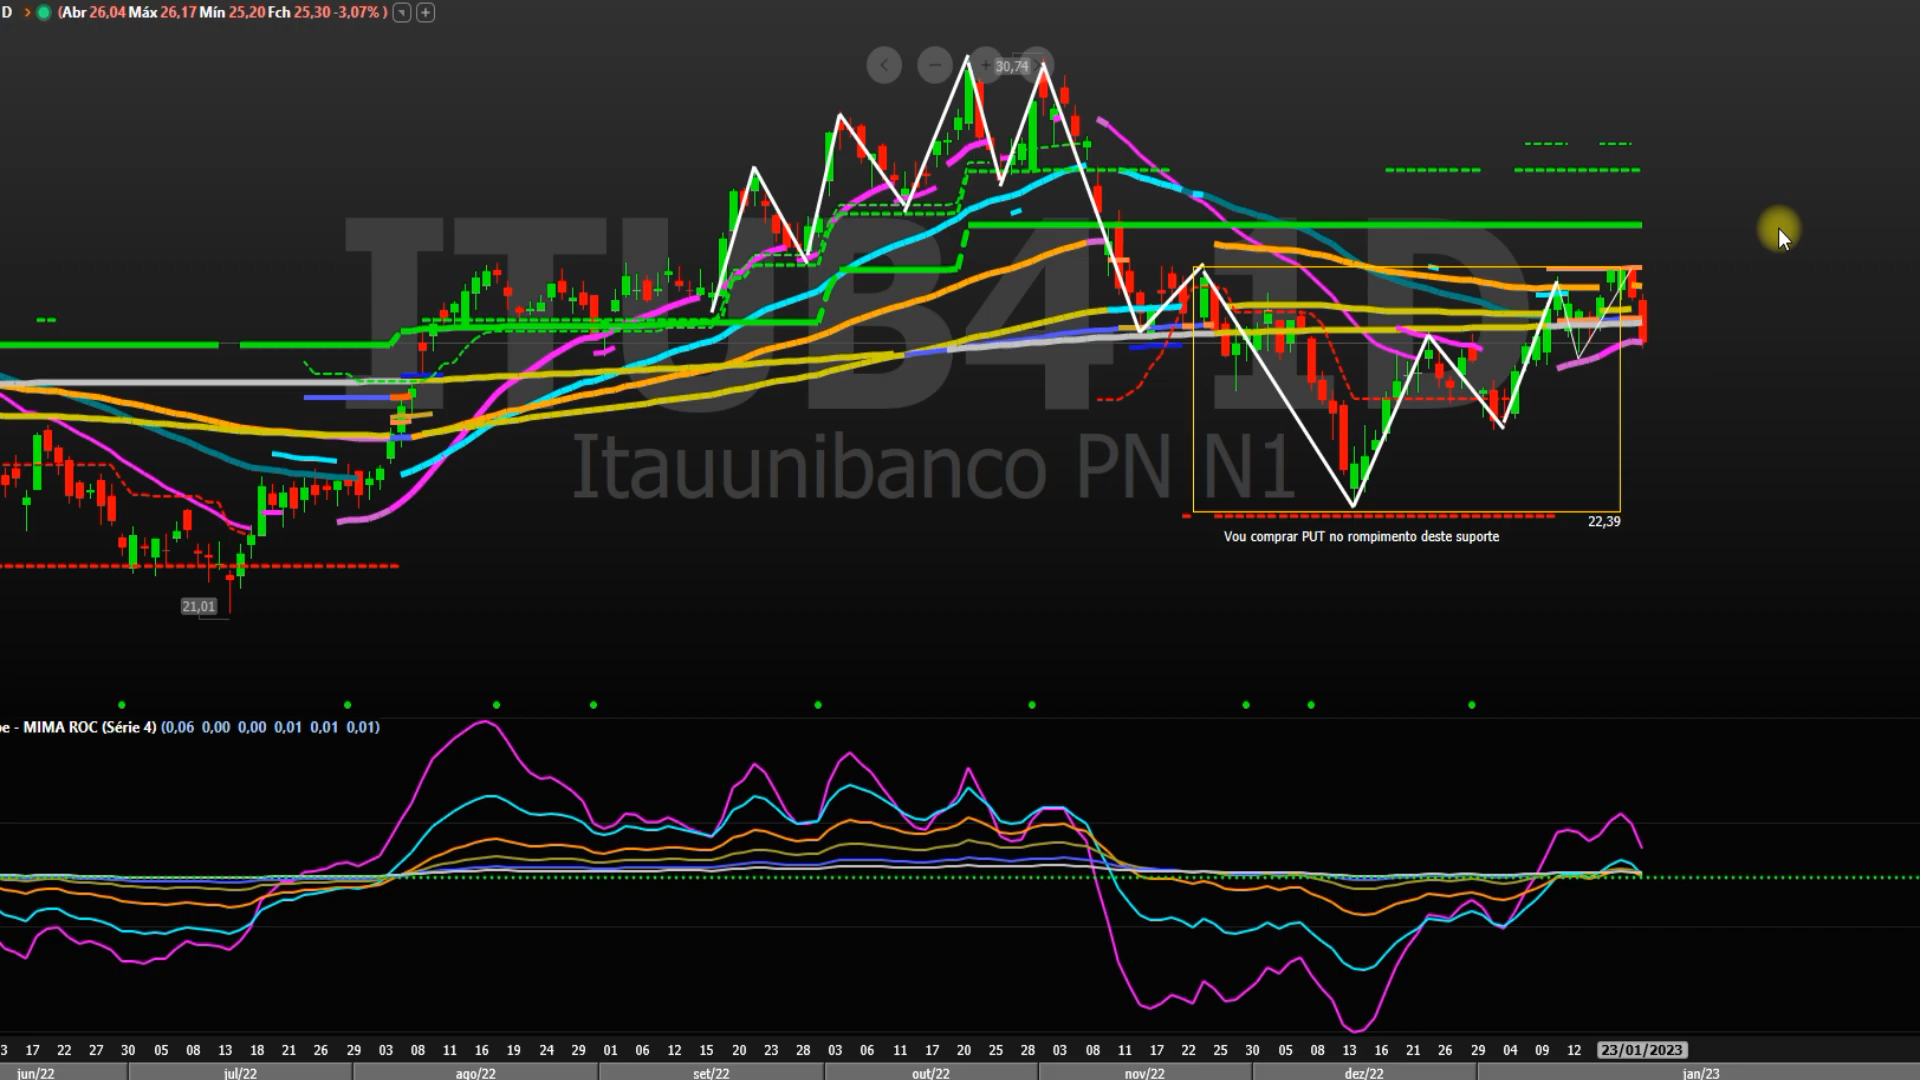 D (Abr 26,04 Máx 26,17 Mín 25,20 Fch 25,30 -3,07% )
30,74
ITUB4 1D
Itauunibanco PN N1
22,39
Vou comprar PUT no rompimento deste suporte
21,01
- MIMA ROC (Série 4) (0,06 0,00 0,00 0,01 0,01 0,01)
3 17 22 27 30 05 08 13 18 21 26 29 03 08 11 16 19 24 29 01 06 12 15 20 23 28 03 06 11 17 20 25 28 03 08 11 17 22 25 30 05 08 13 16 21 26 29 04 09 12 23/01/2023
jun/22 jul/22 ago/22 set/22 out/22 nov/22 dez/22 jan/23